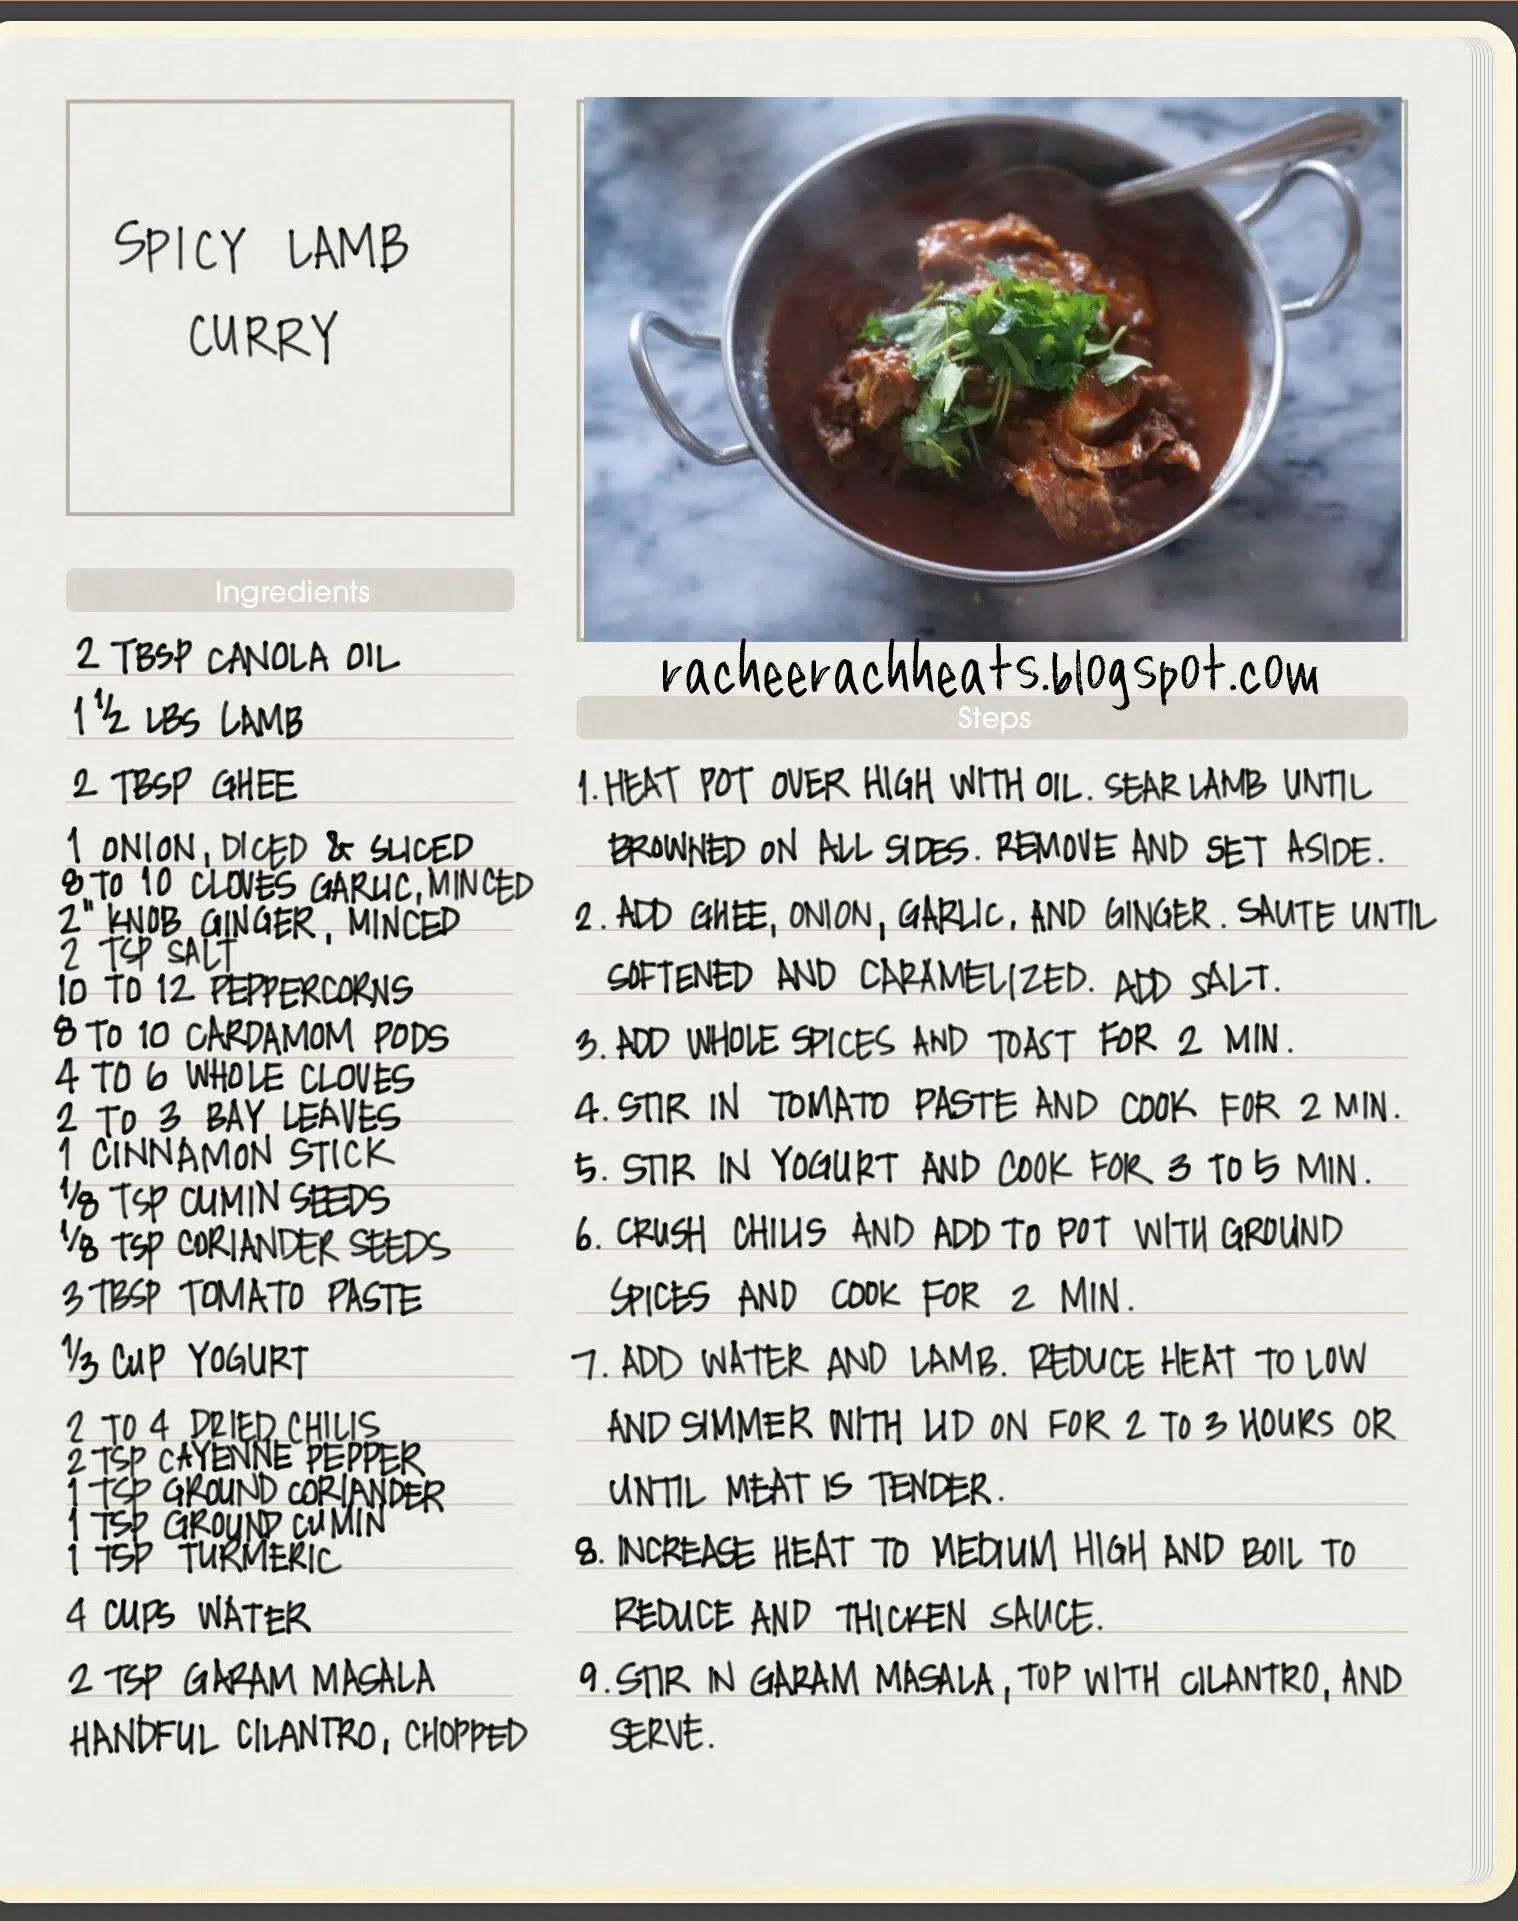 SPICY LAMB
CURRY
Ingredients
2 TBSP CANOLA OIL
1 1/2 LBS LAMB
2 TBSP GHEE
1 ONION, DICED & SLICED
8 TO 10 CLOVES GARLIC, MINCED
2" KNOB GINGER, MINCED
2 TSP SALT
10 TO 12 PEPPERCORNS
8 TO 10 CARDAMOM PODS
4 TO 6 WHOLE CLOVES
2 TO 3 BAY LEAVES
1 CINNAMON STICK
1/8 TSP CUMIN SEEDS
1/8 TSP CORIANDER SEEDS
3 TBSP TOMATO PASTE
1/3 CUP YOGURT
2 TO 4 DRIED CHILIS
2 TSP CAYENNE PEPPER
1 TSP GROUND CORIANDER
1 TSP GROUND CUMIN
1 TSP TURMERIC
4 CUPS WATER
2 TSP GARAM MASALA
HANDFUL CILANTRO, CHOPPED
racheerachheats.blogspot.com
Steps
1. HEAT POT OVER HIGH WITH OIL. SEAR LAMB UNTIL
BROWNED ON ALL SIDES. REMOVE AND SET ASIDE.
2. ADD GHEE, ONION, GARLIC, AND GINGER. SAUTE UNTIL
SOFTENED AND CARAMELIZED. ADD SALT.
3. ADD WHOLE SPICES AND TOAST FOR 2 MIN.
4. STIR IN TOMATO PASTE AND COOK FOR 2 MIN.
5. STIR IN YOGURT AND COOK FOR 3 TO 5 MIN.
6. CRUSH CHILIS AND ADD TO POT WITH GROUND
SPICES AND COOK FOR 2 MIN.
7. ADD WATER AND LAMB. REDUCE HEAT TO LOW
AND SIMMER WITH LID ON FOR 2 TO 3 HOURS OR
UNTIL MEAT IS TENDER.
8. INCREASE HEAT TO MEDIUM HIGH AND BOIL TO
REDUCE AND THICKEN SAUCE.
9. STIR IN GARAM MASALA, TOP WITH CILANTRO, AND
SERVE.